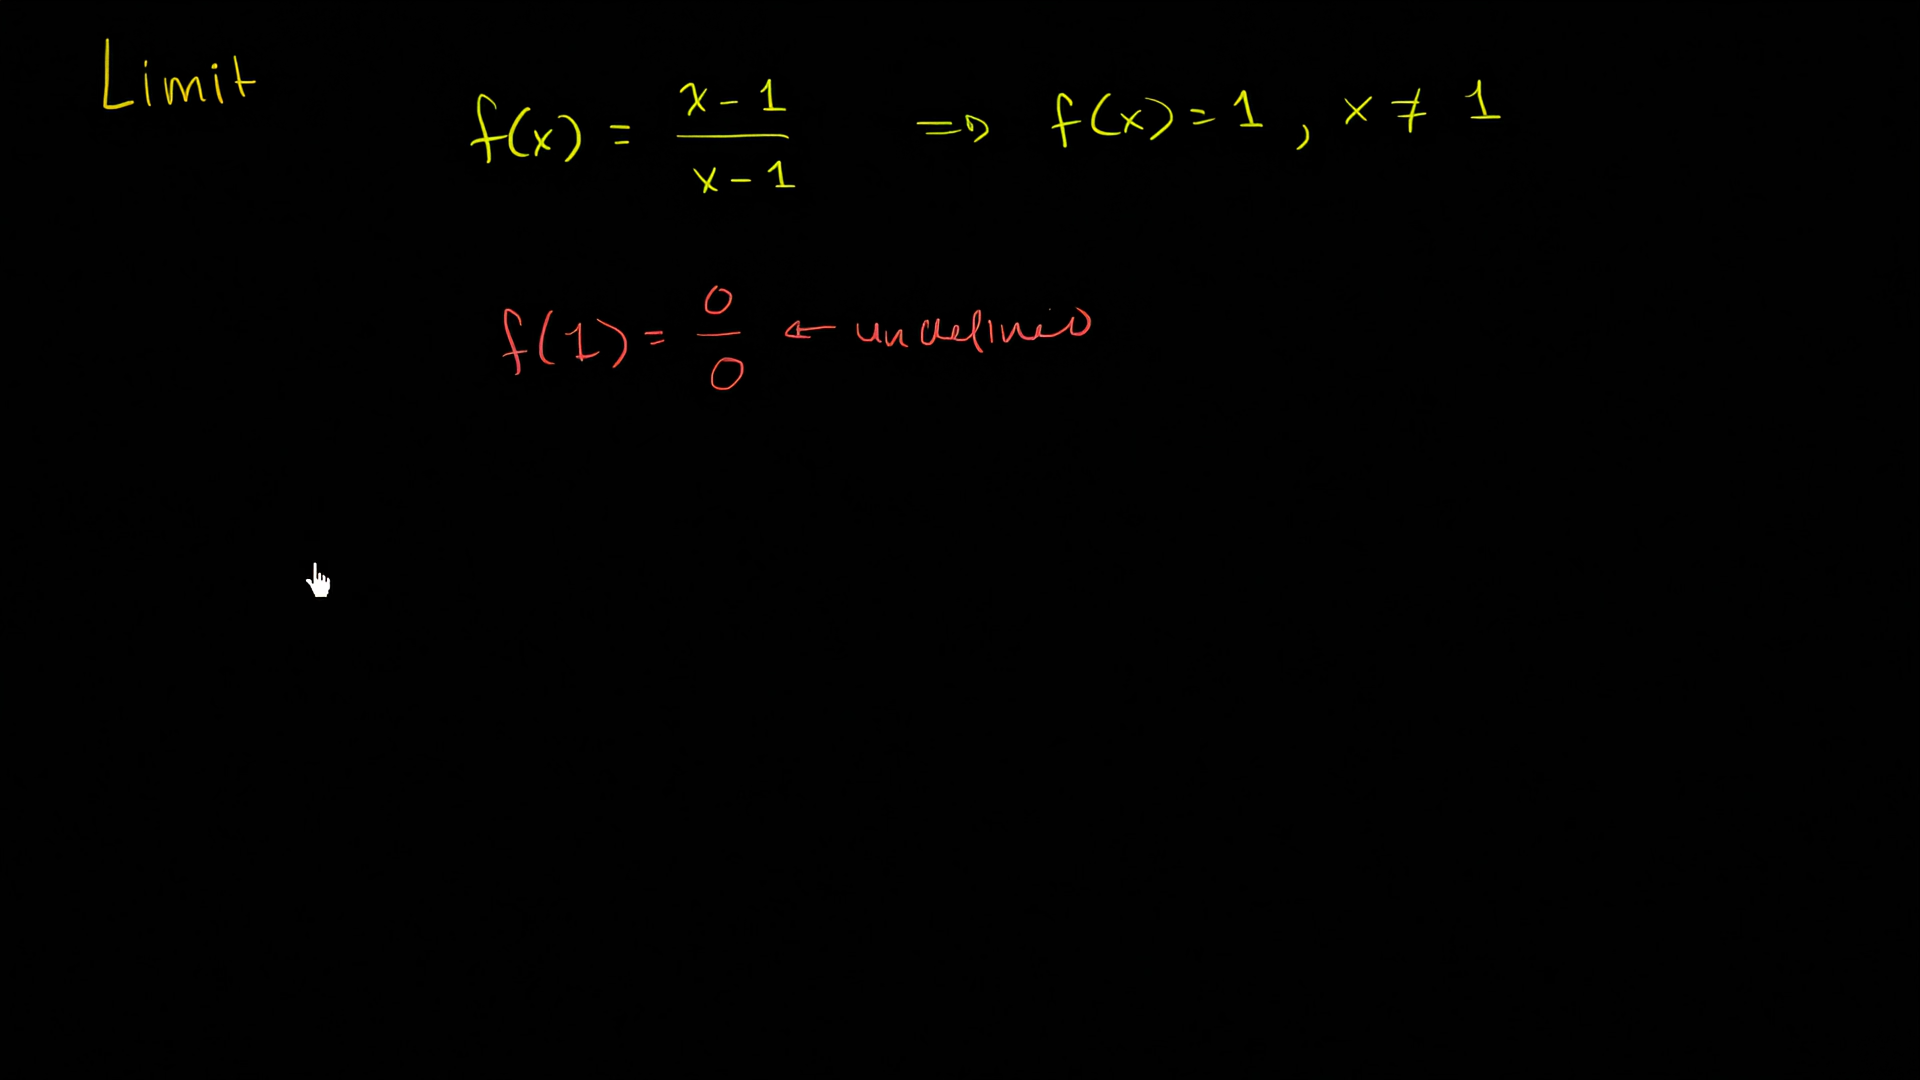 Limit
f(x) = x - 1 / x - 1 ⇒ f(x) = 1 , x ≠ 1
f(1) = 0 / 0 ← undefined